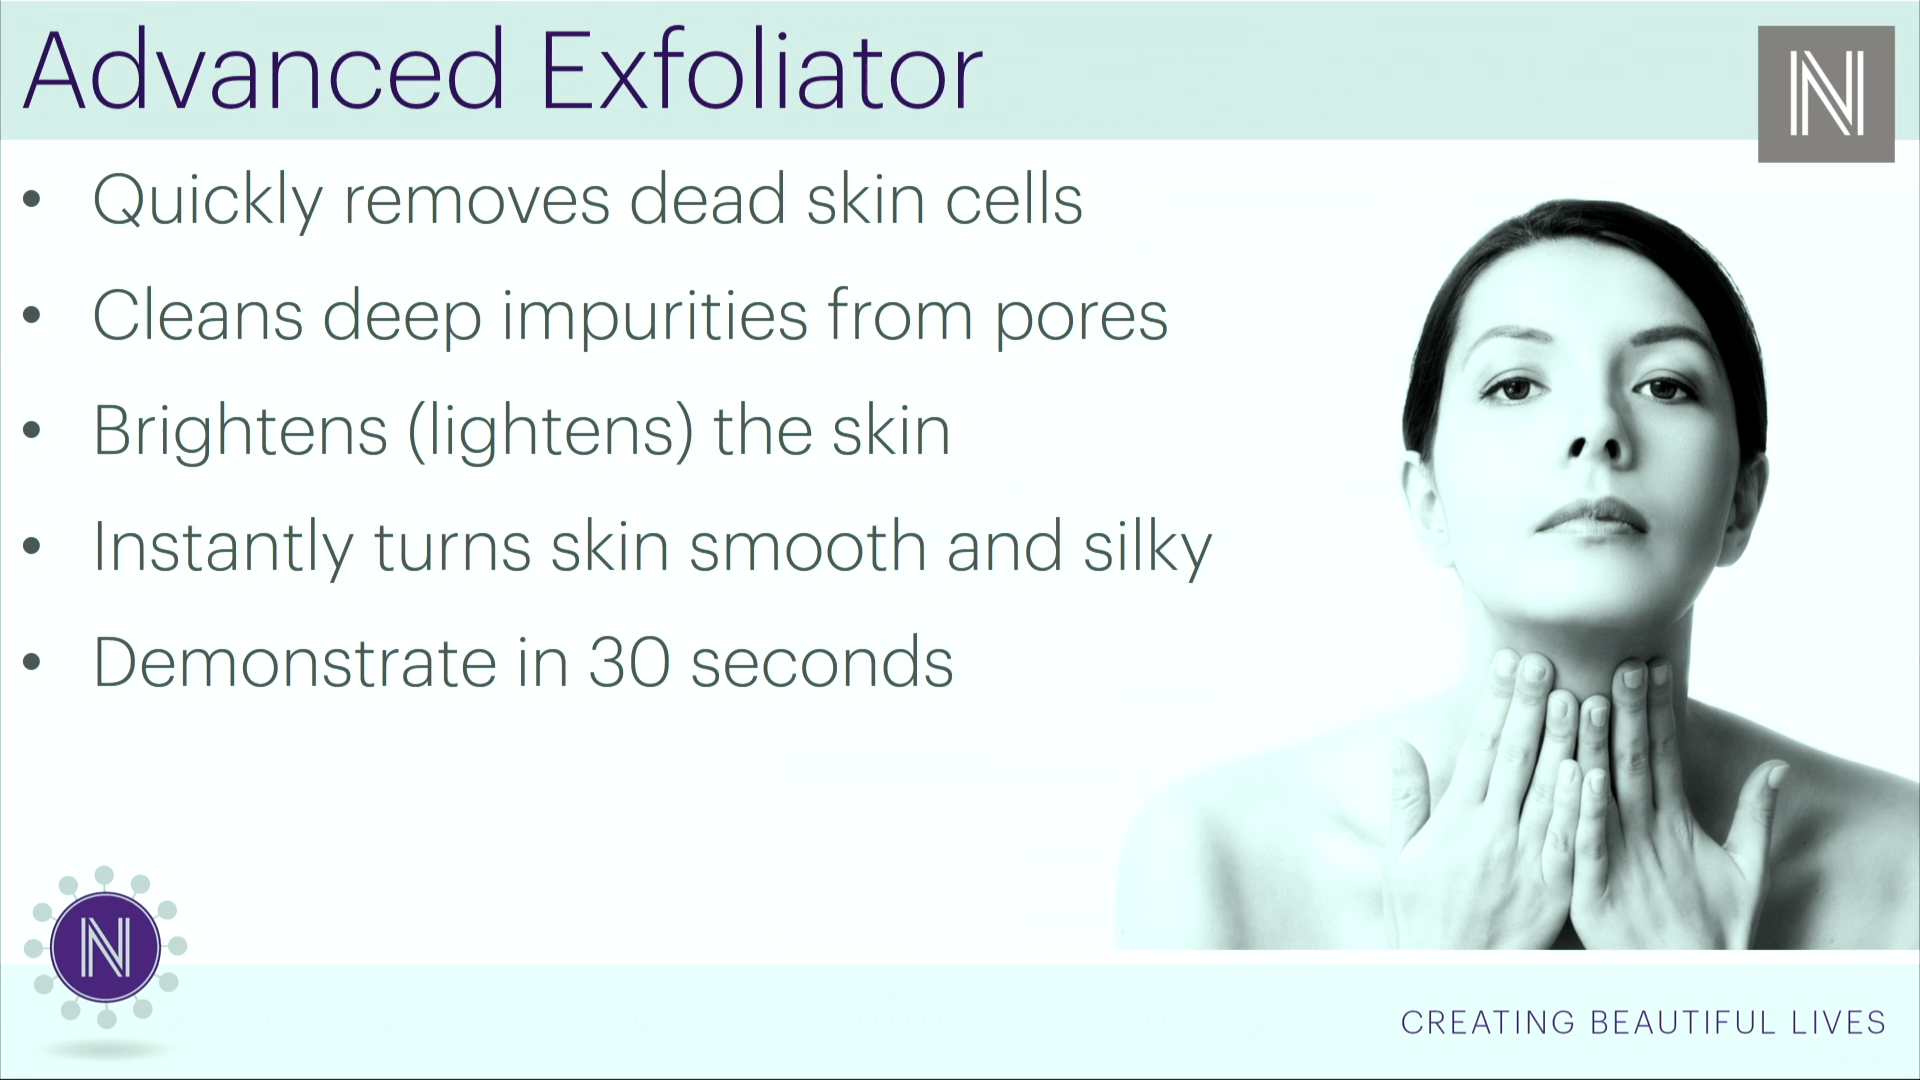 Advanced Exfoliator
N
• Quickly removes dead skin cells
• Cleans deep impurities from pores
• Brightens (lightens) the skin
• Instantly turns skin smooth and silky
• Demonstrate in 30 seconds
N
CREATING BEAUTIFUL LIVES